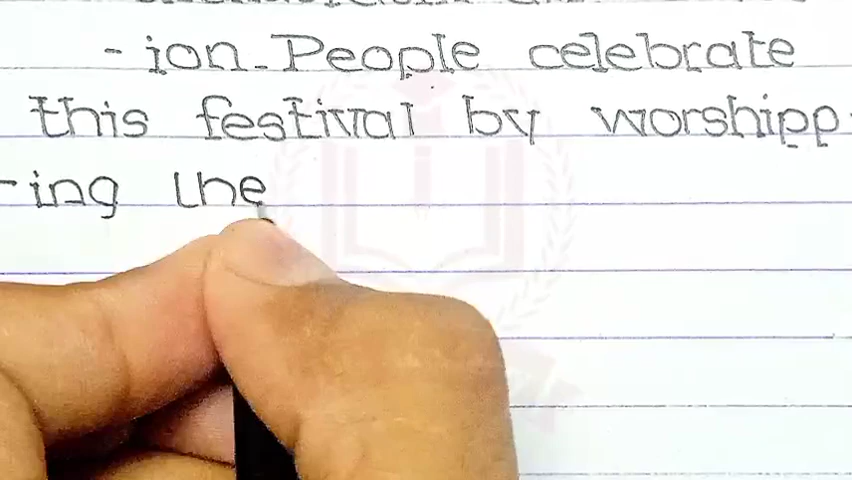 - ion. People celebrate
this festival by worshipp-
-ing the